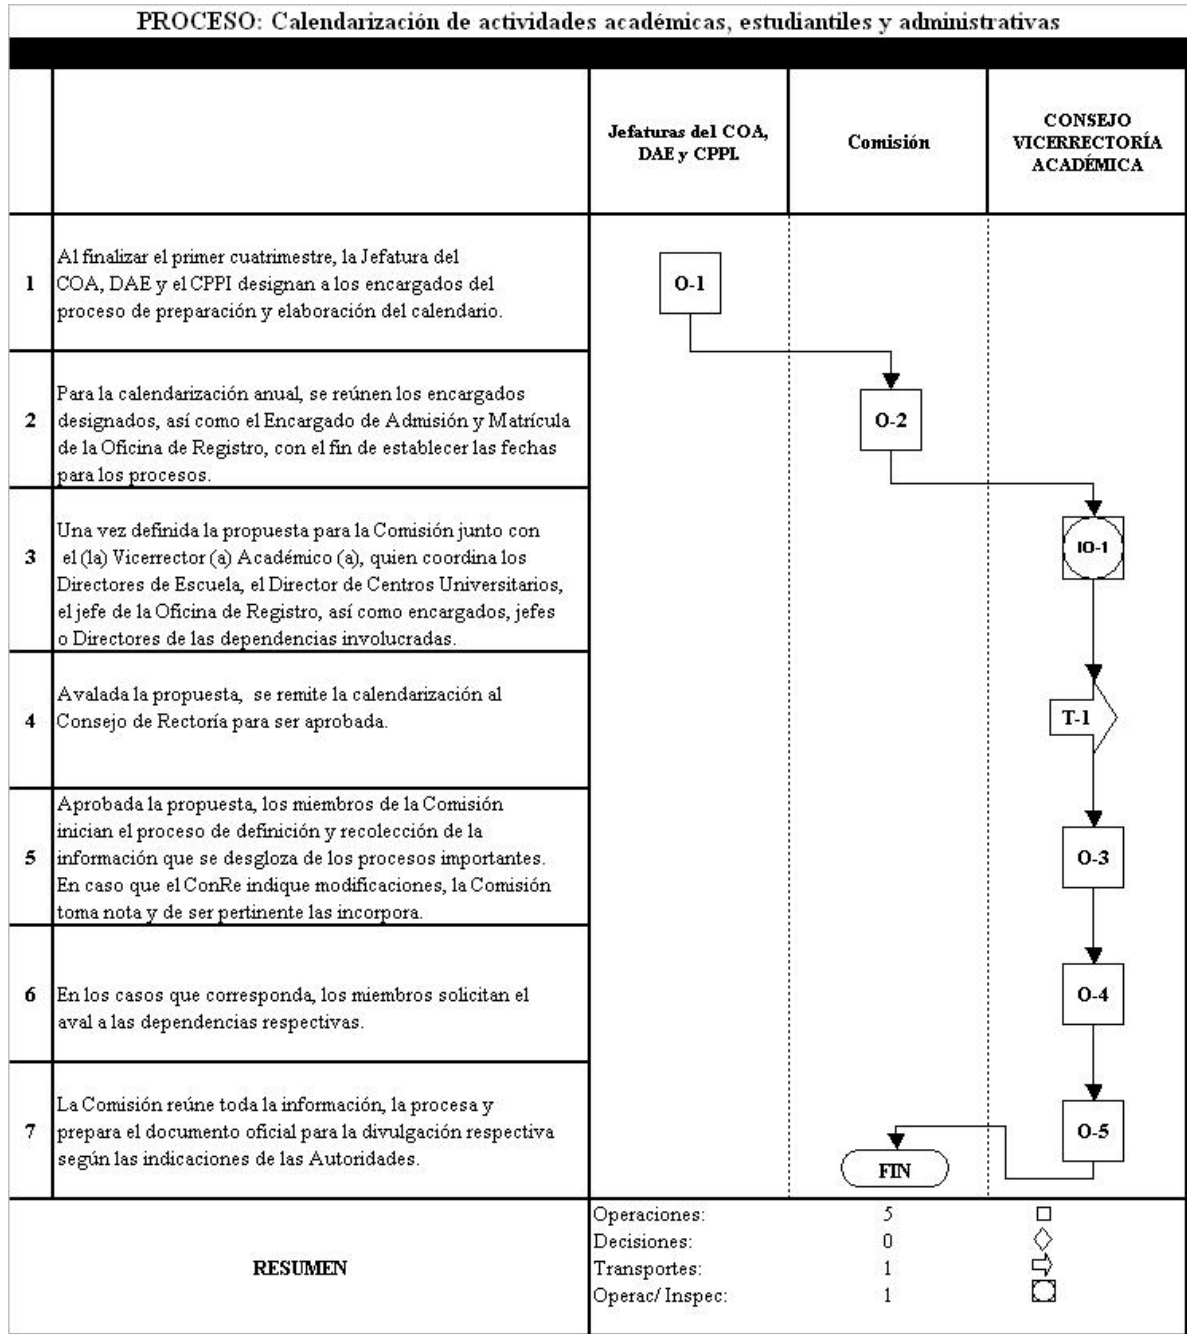 PROCESO: Calendarización de actividades académicas, estudiantiles y administrativas
Jefaturas del COA,
DAE y CPPI.
Comisión
CONSEJO
VICERRECTORÍA
ACADÉMICA
1
Al finalizar el primer cuatrimestre, la Jefatura del
COA, DAE y el CPPI designan a los encargados del
proceso de preparación y elaboración del calendario.
O-1
2
Para la calendarización anual, se reúnen los encargados
designados, así como el Encargado de Admisión y Matrícula
de la Oficina de Registro, con el fin de establecer las fechas
para los procesos.
O-2
3
Una vez definida la propuesta para la Comisión junto con
el (la) Vicerrector (a) Académico (a), quien coordina los
Directores de Escuela, el Director de Centros Universitarios,
el jefe de la Oficina de Registro, así como encargados, jefes
o Directores de las dependencias involucradas.
IO-1
4
Avalada la propuesta, se remite la calendarización al
Consejo de Rectoría para ser aprobada.
T-1
5
Aprobada la propuesta, los miembros de la Comisión
inician el proceso de definición y recolección de la
información que se desgloza de los procesos importantes.
En caso que el ConRe indique modificaciones, la Comisión
toma nota y de ser pertinente las incorpora.
O-3
6
En los casos que corresponda, los miembros solicitan el
aval a las dependencias respectivas.
O-4
7
La Comisión reúne toda la información, la procesa y
prepara el documento oficial para la divulgación respectiva
según las indicaciones de las Autoridades.
O-5
FIN
RESUMEN
Operaciones: 5
Decisiones: 0
Transportes: 1
Operac/ Inspec: 1